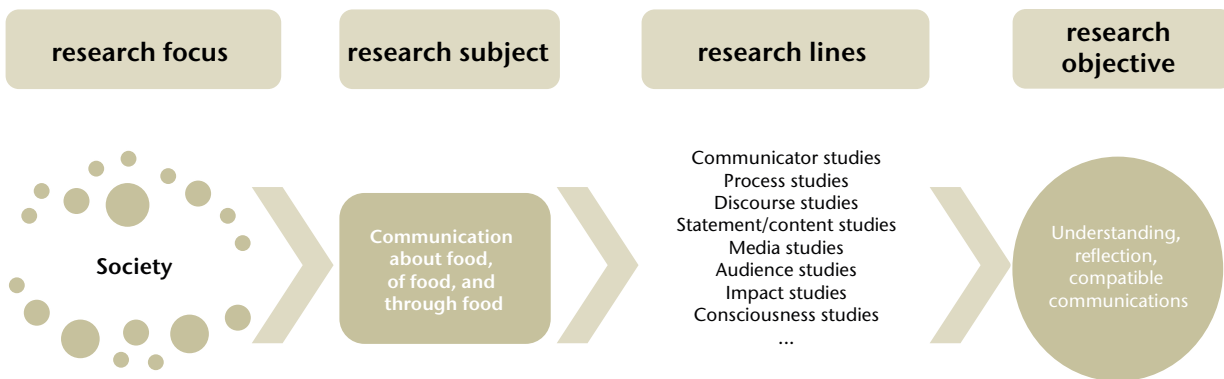 research focus
research subject
research lines
research
objective
Society
Communication
about food,
of food, and
through food
Communicator studies
Process studies
Discourse studies
Statement/content studies
Media studies
Audience studies
Impact studies
Consciousness studies
...
Understanding,
reflection,
compatible
communications